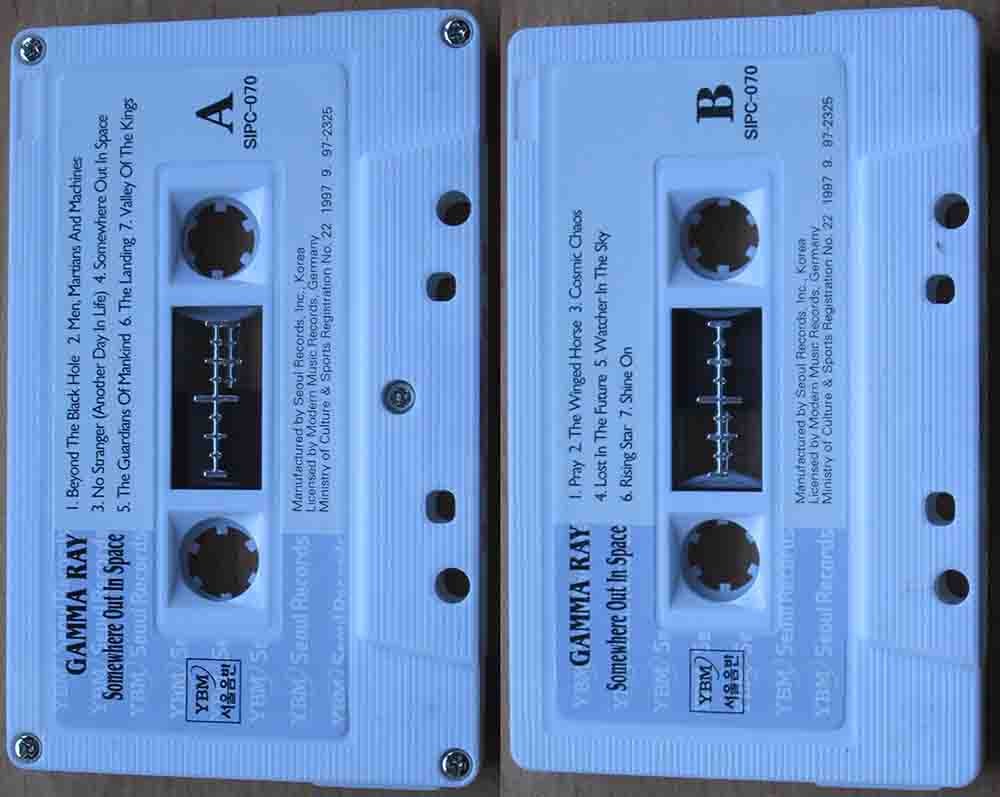 GAMMA RAY
Somewhere Out In Space
1. Beyond The Black Hole 2. Men, Martians And Machines
3. No Stranger (Another Day In Life) 4. Somewhere Out In Space
5. The Guardians Of Mankind 6. The Landing 7. Valley Of The Kings
A
SIPC-070
YBM/ Seoul Records
YBM
서울음반
Manufactured by Seoul Records, Inc., Korea
Licensed by Modern Music Records, Germany
Ministry of Culture & Sports Registration No. 22 1997 9. 97-2325
GAMMA RAY
Somewhere Out In Space
1. Pray 2. The Winged Horse 3. Cosmic Chaos
4. Lost In The Future 5. Watcher In The Sky
6. Rising Star 7. Shine On
B
SIPC-070
YBM/ Seoul Records
YBM
서울음반
Manufactured by Seoul Records, Inc., Korea
Licensed by Modern Music Records, Germany
Ministry of Culture & Sports Registration No. 22 1997 9. 97-2325